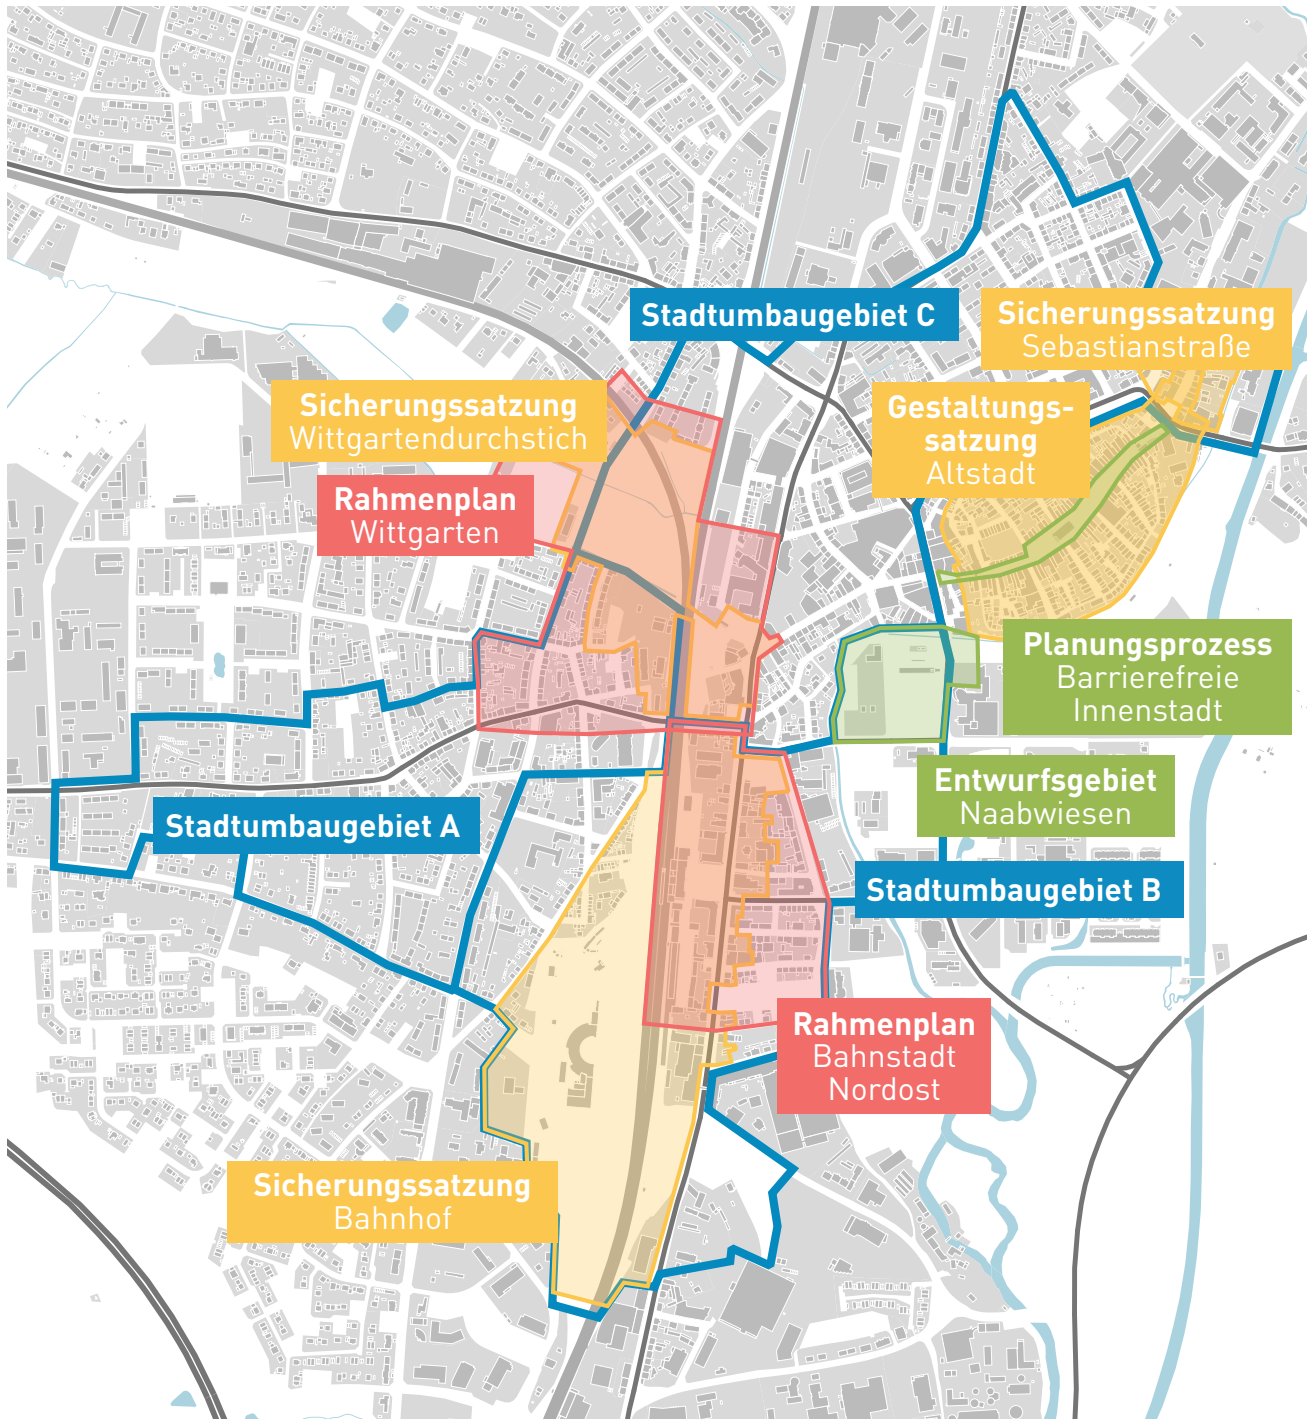 Stadtumbaugebiet C
Sicherungssatzung
Sebastianstraße
Sicherungssatzung
Wittgartendurchstich
Gestaltungs-
satzung
Altstadt
Rahmenplan
Wittgarten
Planungsprozess
Barrierefreie
Innenstadt
Entwurfsgebiet
Naabwiesen
Stadtumbaugebiet A
Stadtumbaugebiet B
Rahmenplan
Bahnstadt
Nordost
Sicherungssatzung
Bahnhof